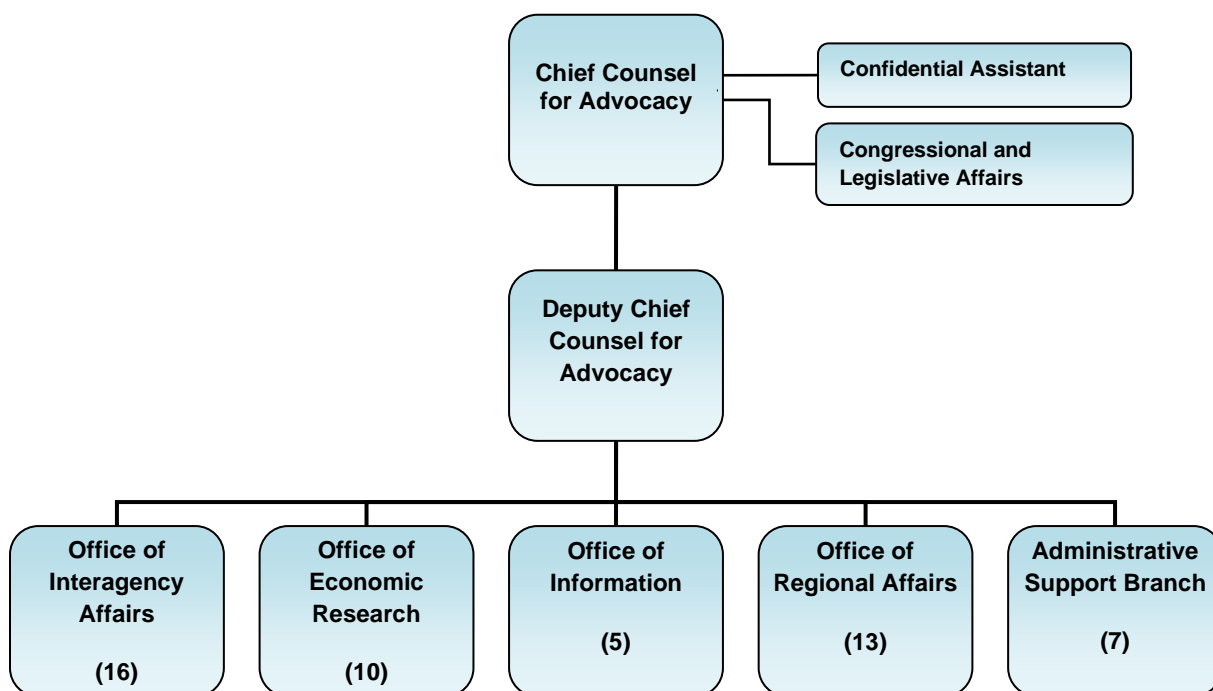 Chief Counsel
for Advocacy
Confidential Assistant
Congressional and
Legislative Affairs
Deputy Chief
Counsel for
Advocacy
Office of
Interagency
Affairs
(16)
Office of
Economic
Research
(10)
Office of
Information
(5)
Office of
Regional Affairs
(13)
Administrative
Support Branch
(7)